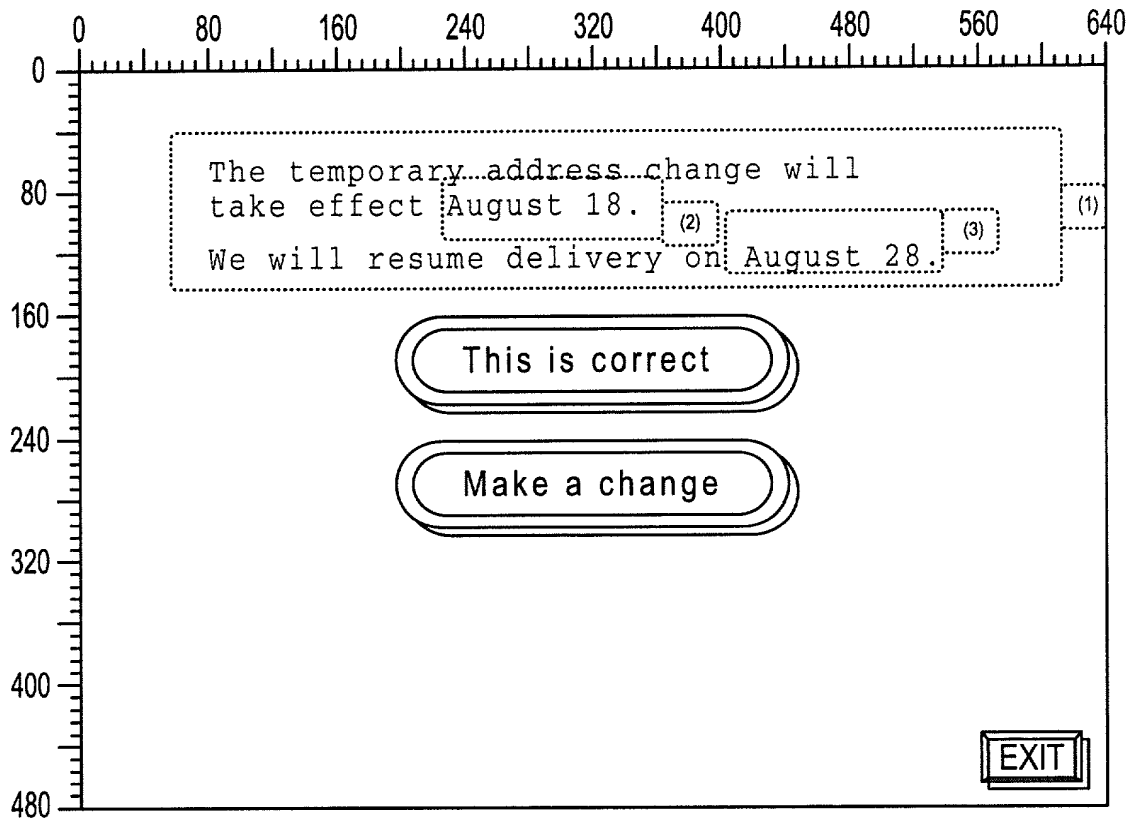 0 80 160 240 320 400 480 560 640
0
The temporary address change will
80
take effect August 18. (2) (1)
We will resume delivery on August 28. (3)
160
This is correct
240
Make a change
320
400
EXIT
480